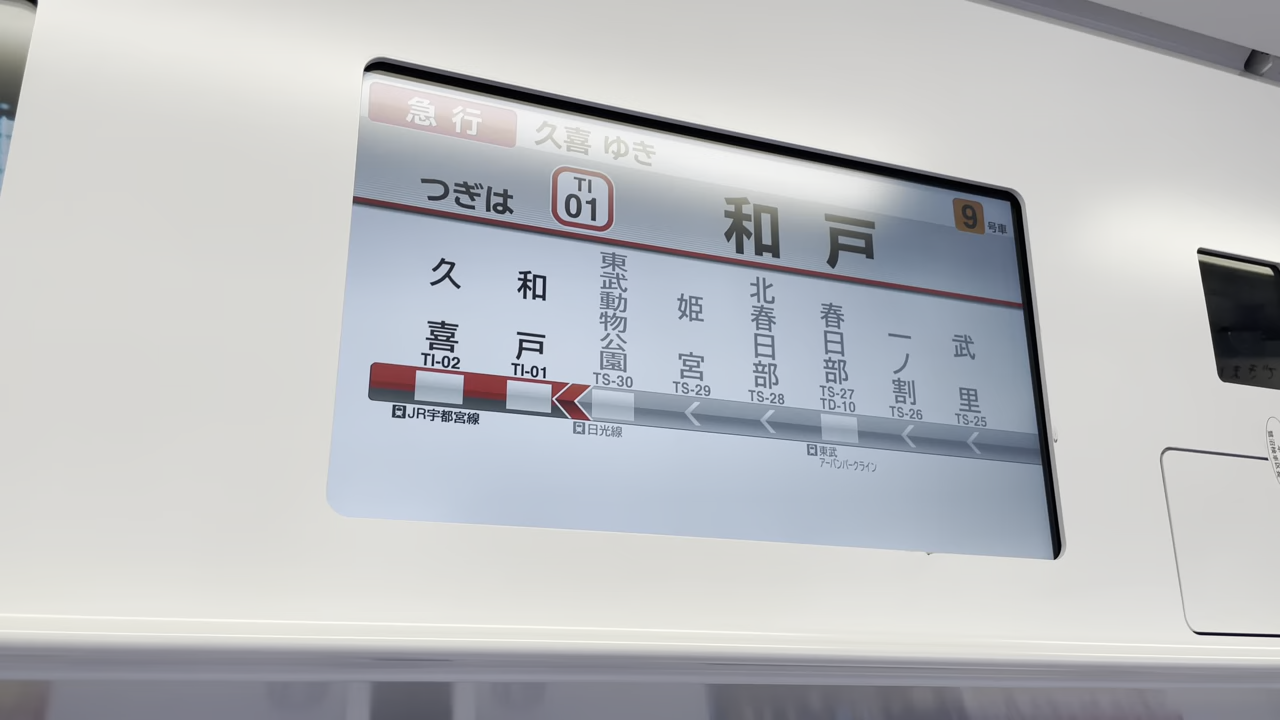 急行 久喜 ゆき
つぎは TI 01 和戸 9 号車
久喜 和戸 東武動物公園 姫宮 北春日部 春日部 一ノ割 武里
TI-02 TI-01 TS-30 TS-29 TS-28 TS-27 TD-10 TS-26 TS-25
JR宇都宮線 日光線 東武アーバンパークライン